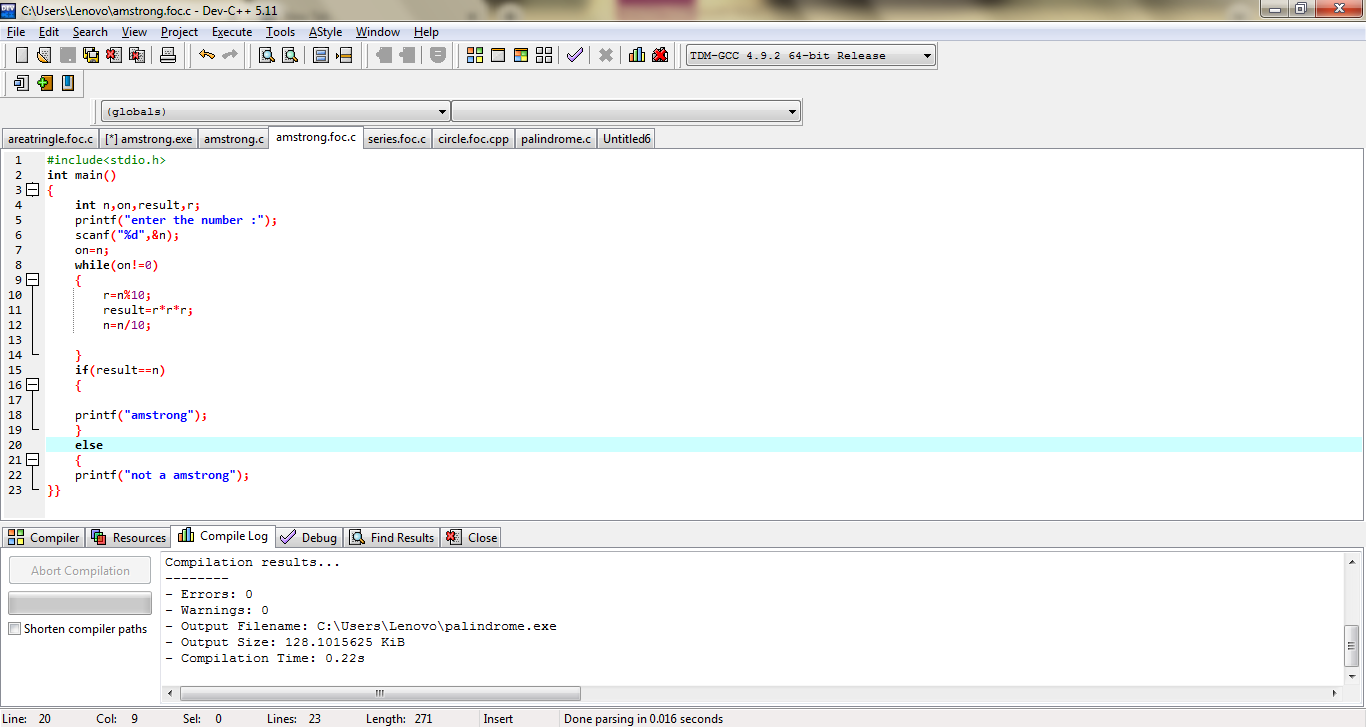 C:\Users\Lenovo\amstrong.foc.c - Dev-C++ 5.11
File Edit Search View Project Execute Tools AStyle Window Help
TDM-GCC 4.9.2 64-bit Release
(globals)
areatringle.foc.c [*] amstrong.exe amstrong.c amstrong.foc.c series.foc.c circle.foc.cpp palindrome.c Untitled6
1 #include<stdio.h>
2 int main()
3 {
4 int n,on,result,r;
5 printf("enter the number :");
6 scanf("%d",&n);
7 on=n;
8 while(on!=0)
9 {
10 r=n%10;
11 result=r*r*r;
12 n=n/10;
13
14 }
15 if(result==n)
16 {
17
18 printf("amstrong");
19 }
20 else
21 {
22 printf("not a amstrong");
23 }}
Compiler Resources Compile Log Debug Find Results Close
Abort Compilation
Shorten compiler paths
Compilation results...
--------
- Errors: 0
- Warnings: 0
- Output Filename: C:\Users\Lenovo\palindrome.exe
- Output Size: 128.1015625 KiB
- Compilation Time: 0.22s
Line: 20 Col: 9 Sel: 0 Lines: 23 Length: 271 Insert Done parsing in 0.016 seconds